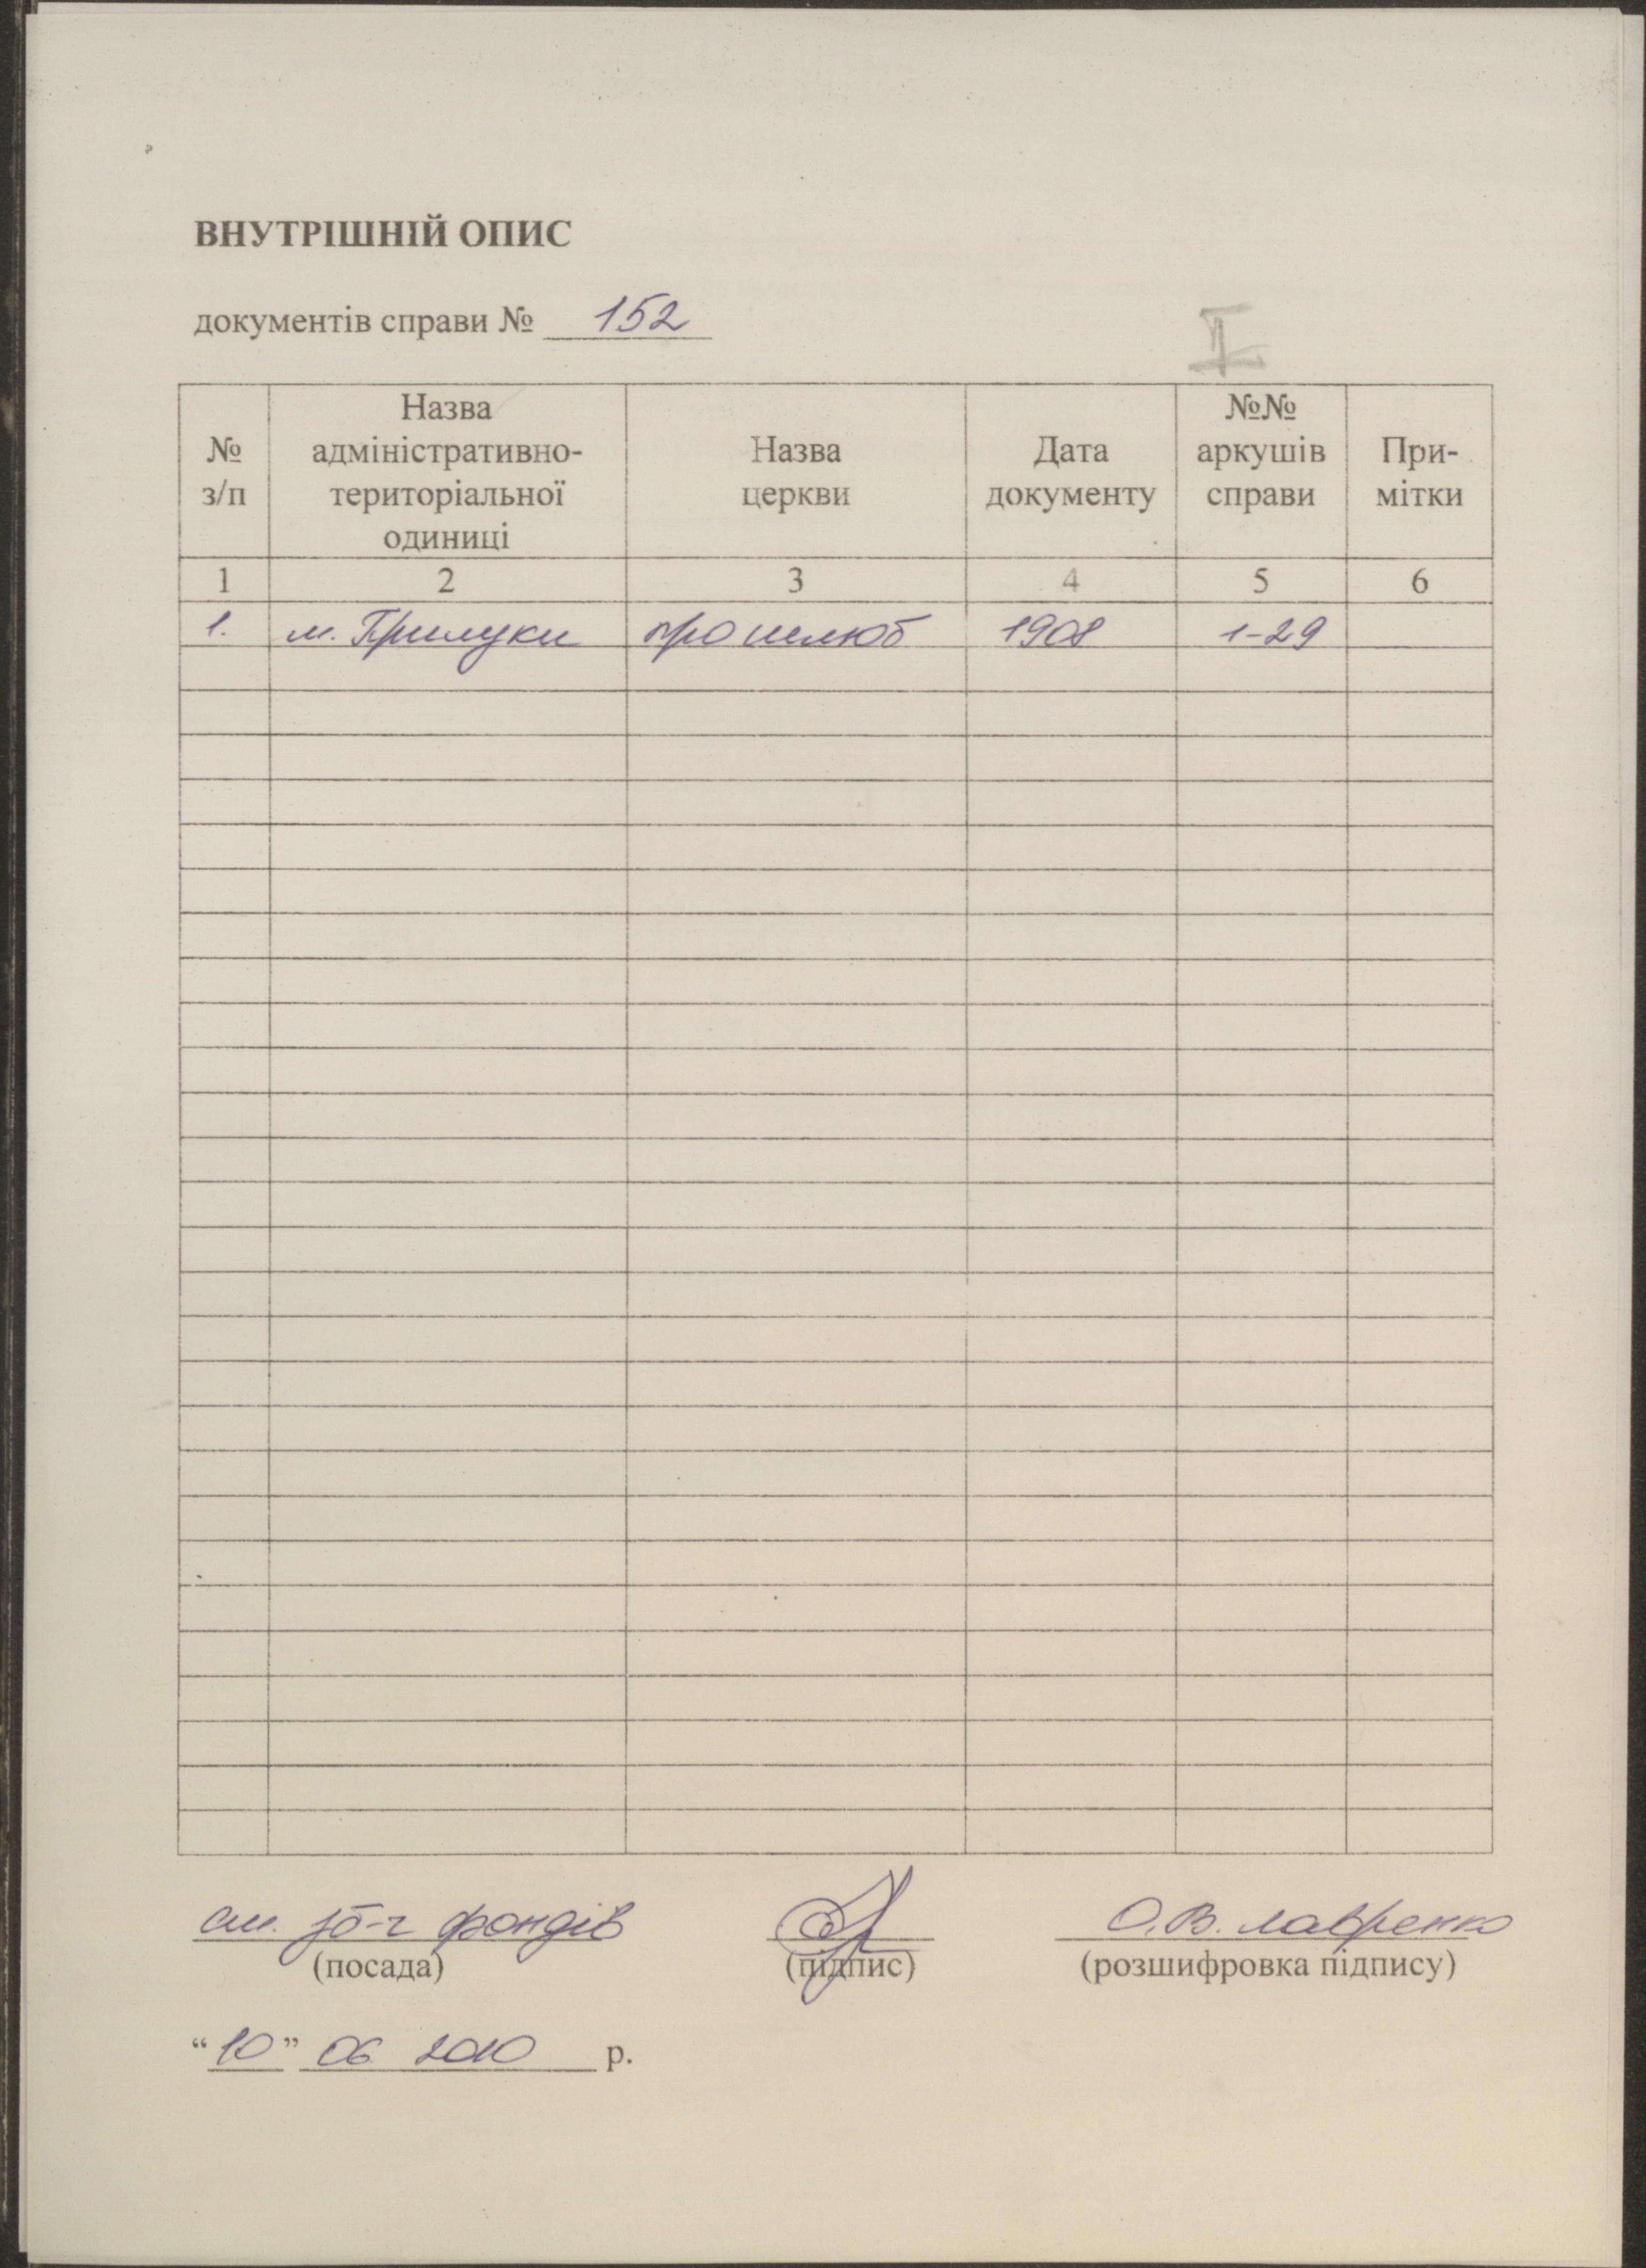 ВНУТРІШНІЙ ОПИС
документів справи № 152
I
№ з/п | Назва адміністративно-територіальної одиниці | Назва церкви | Дата документу | №№ аркушів справи | При-мітки
1 | 2 | 3 | 4 | 5 | 6
1. | м. Прилуки | про шлюб | 1908 | 1-29
ст. зб-ч фондів О.В. Лавренко
(посада) (підпис) (розшифровка підпису)
“10” 06 2010 р.